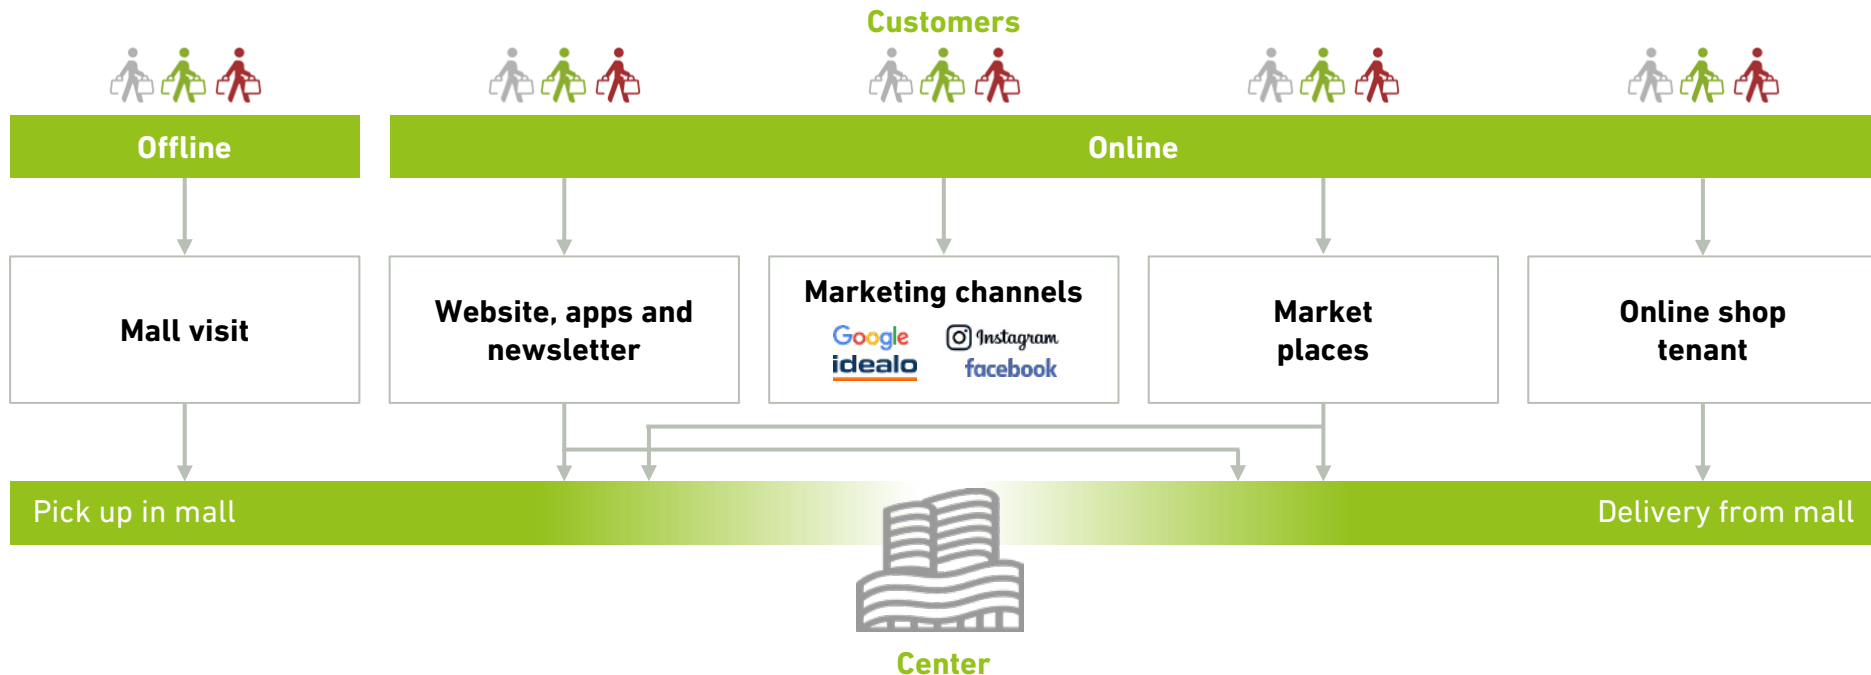 Customers
Offline
Online
Mall visit
Website, apps and
newsletter
Marketing channels
Google
Instagram
idealo
facebook
Market
places
Online shop
tenant
Pick up in mall
Delivery from mall
Center